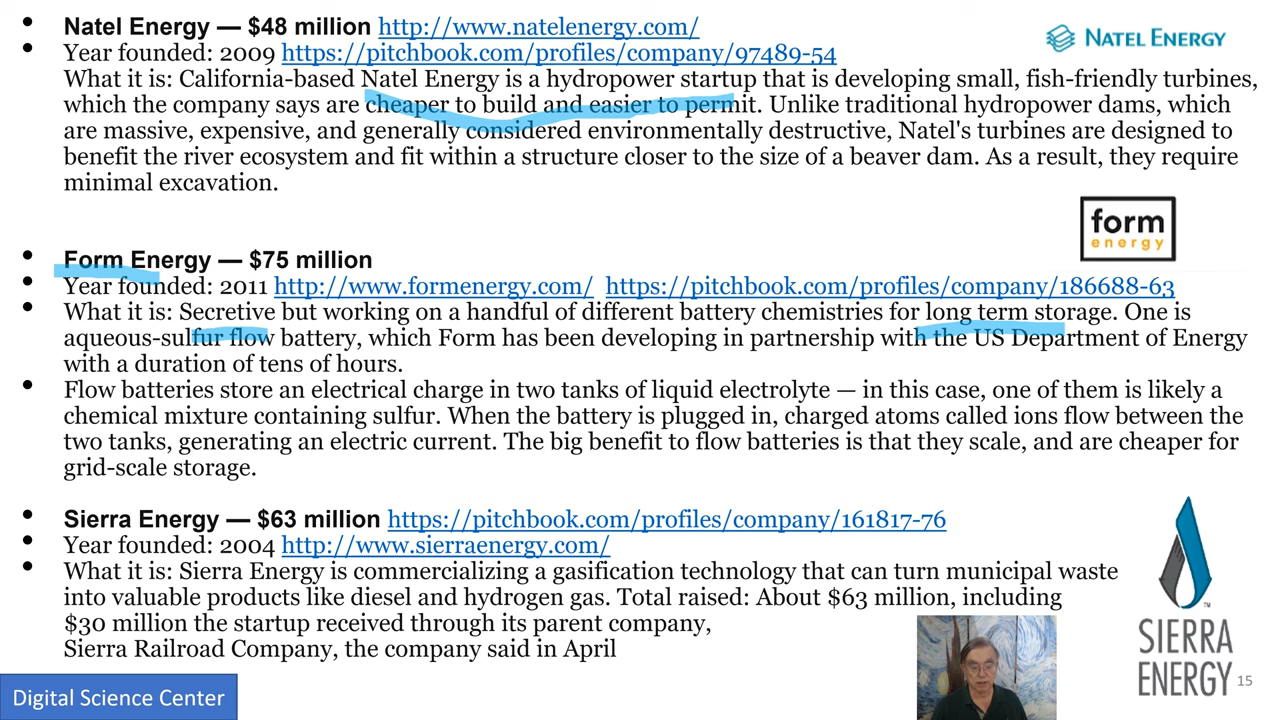 Natel Energy — $48 million http://www.natelenergy.com/
NATEL ENERGY
Year founded: 2009 https://pitchbook.com/profiles/company/97489-54
What it is: California-based Natel Energy is a hydropower startup that is developing small, fish-friendly turbines,
which the company says are cheaper to build and easier to permit. Unlike traditional hydropower dams, which
are massive, expensive, and generally considered environmentally destructive, Natel's turbines are designed to
benefit the river ecosystem and fit within a structure closer to the size of a beaver dam. As a result, they require
minimal excavation.
form
energy
Form Energy — $75 million
Year founded: 2011 http://www.formenergy.com/ https://pitchbook.com/profiles/company/186688-63
What it is: Secretive but working on a handful of different battery chemistries for long term storage. One is
aqueous-sulfur flow battery, which Form has been developing in partnership with the US Department of Energy
with a duration of tens of hours.
Flow batteries store an electrical charge in two tanks of liquid electrolyte — in this case, one of them is likely a
chemical mixture containing sulfur. When the battery is plugged in, charged atoms called ions flow between the
two tanks, generating an electric current. The big benefit to flow batteries is that they scale, and are cheaper for
grid-scale storage.
Sierra Energy — $63 million https://pitchbook.com/profiles/company/161817-76
Year founded: 2004 http://www.sierraenergy.com/
What it is: Sierra Energy is commercializing a gasification technology that can turn municipal waste
into valuable products like diesel and hydrogen gas. Total raised: About $63 million, including
$30 million the startup received through its parent company,
Sierra Railroad Company, the company said in April
TM
SIERRA
ENERGY
15
Digital Science Center